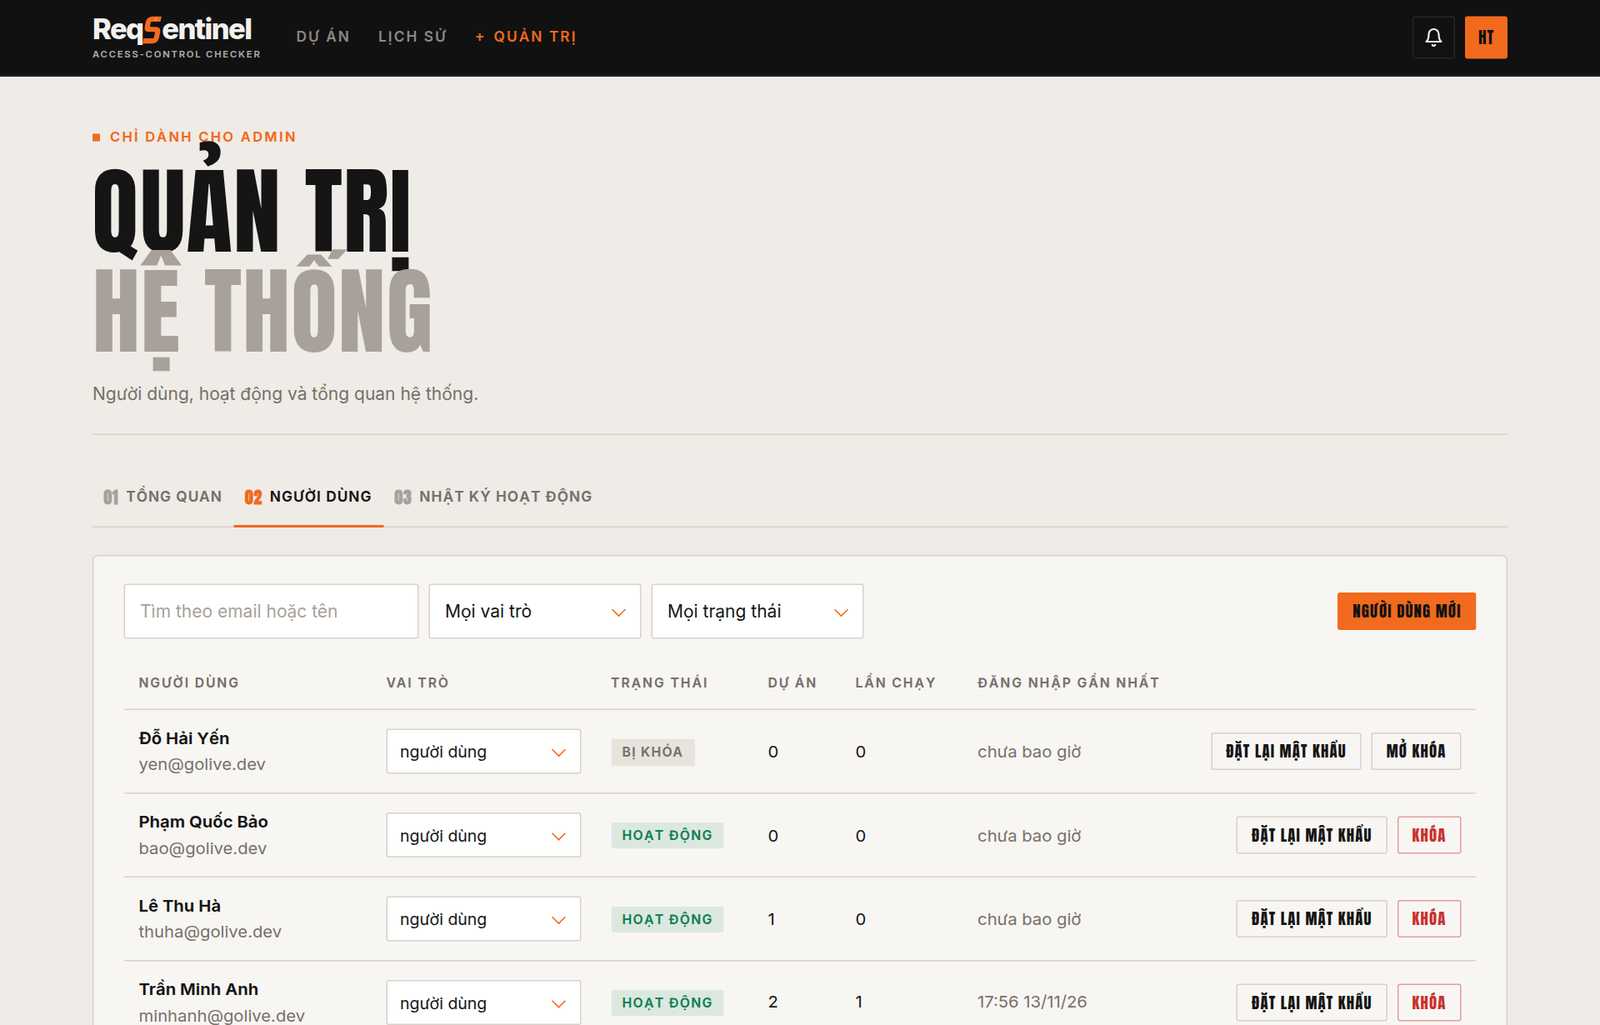 ReqSentinel
ACCESS-CONTROL CHECKER
DỰ ÁN
LỊCH SỬ
+ QUẢN TRỊ
HT
CHỈ DÀNH CHO ADMIN
QUẢN TRỊ
HỆ THỐNG
Người dùng, hoạt động và tổng quan hệ thống.
01 TỔNG QUAN
02 NGƯỜI DÙNG
03 NHẬT KÝ HOẠT ĐỘNG
Tìm theo email hoặc tên
Mọi vai trò
Mọi trạng thái
NGƯỜI DÙNG MỚI
NGƯỜI DÙNG
VAI TRÒ
TRẠNG THÁI
DỰ ÁN
LẦN CHẠY
ĐĂNG NHẬP GẦN NHẤT
Đỗ Hải Yến
yen@golive.dev
người dùng
BỊ KHÓA
0
0
chưa bao giờ
ĐẶT LẠI MẬT KHẨU
MỞ KHÓA
Phạm Quốc Bảo
bao@golive.dev
người dùng
HOẠT ĐỘNG
0
0
chưa bao giờ
ĐẶT LẠI MẬT KHẨU
KHÓA
Lê Thu Hà
thuha@golive.dev
người dùng
HOẠT ĐỘNG
1
0
chưa bao giờ
ĐẶT LẠI MẬT KHẨU
KHÓA
Trần Minh Anh
minhanh@golive.dev
người dùng
HOẠT ĐỘNG
2
1
17:56 13/11/26
ĐẶT LẠI MẬT KHẨU
KHÓA